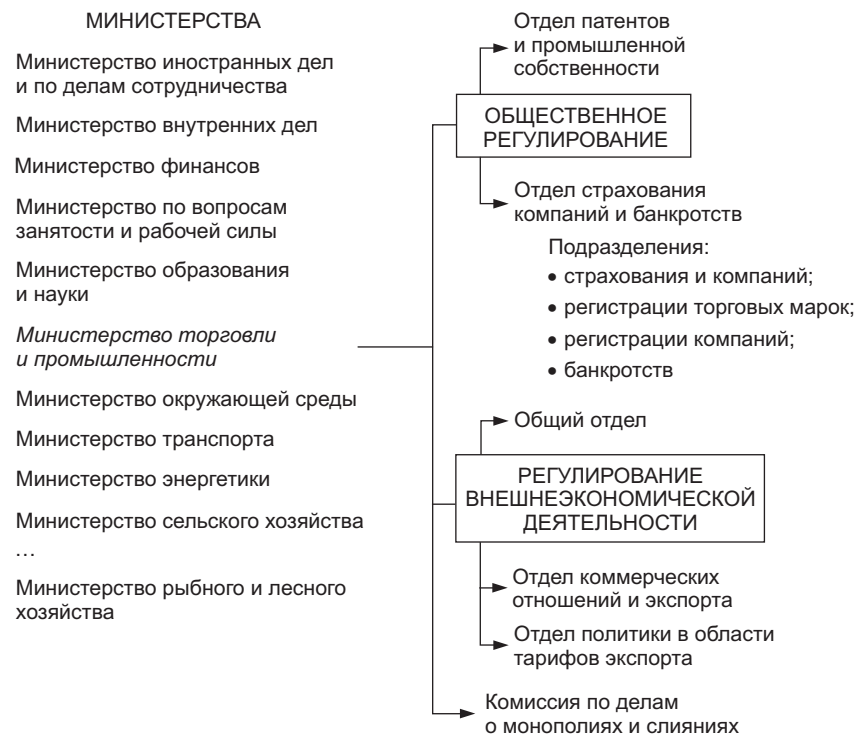 МИНИСТЕРСТВА
Министерство иностранных дел
и по делам сотрудничества
Министерство внутренних дел
Министерство финансов
Министерство по вопросам
занятости и рабочей силы
Министерство образования
и науки
Министерство торговли
и промышленности
Министерство окружающей среды
Министерство транспорта
Министерство энергетики
Министерство сельского хозяйства
…
Министерство рыбного и лесного
хозяйства
Отдел патентов
и промышленной
собственности
ОБЩЕСТВЕННОЕ
РЕГУЛИРОВАНИЕ
Отдел страхования
компаний и банкротств
Подразделения:
• страхования и компаний;
• регистрации торговых марок;
• регистрации компаний;
• банкротств
Общий отдел
РЕГУЛИРОВАНИЕ
ВНЕШНЕЭКОНОМИЧЕСКОЙ
ДЕЯТЕЛЬНОСТИ
Отдел коммерческих
отношений и экспорта
Отдел политики в области
тарифов экспорта
Комиссия по делам
о монополиях и слияниях